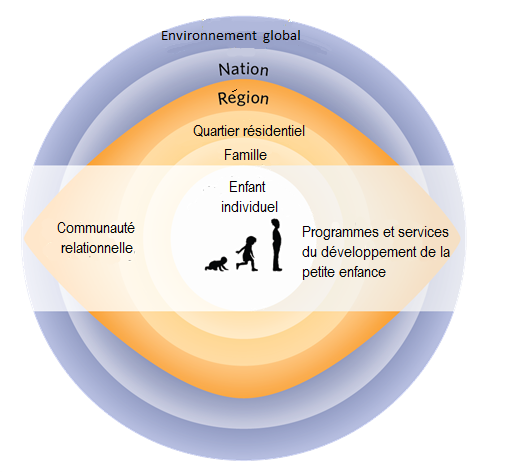 Environnement global
Nation
Région
Quartier résidentiel
Famille
Enfant
individuel
Communauté
relationnelle
Programmes et services
du développement de la
petite enfance